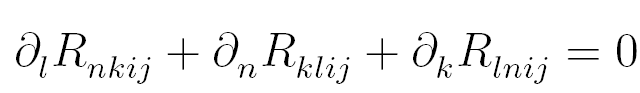 ∂_l R_{nkij} + ∂_n R_{klij} + ∂_k R_{lnij} = 0